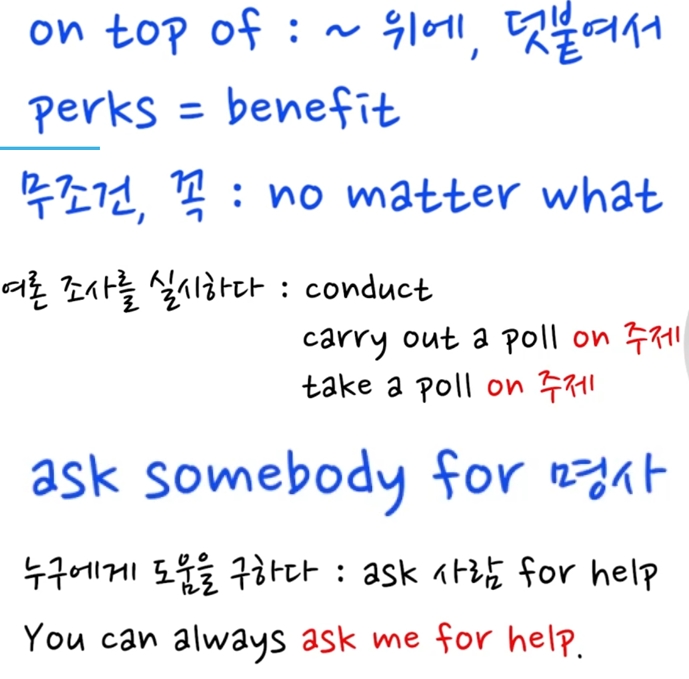 on top of : ~ 위에, 덧붙여서
perks = benefit
무조건, 꼭 : no matter what
여론 조사를 실시하다 : conduct
carry out a poll on 주제
take a poll on 주제
ask somebody for 명사
누구에게 도움을 구하다 : ask 사람 for help
You can always ask me for help.